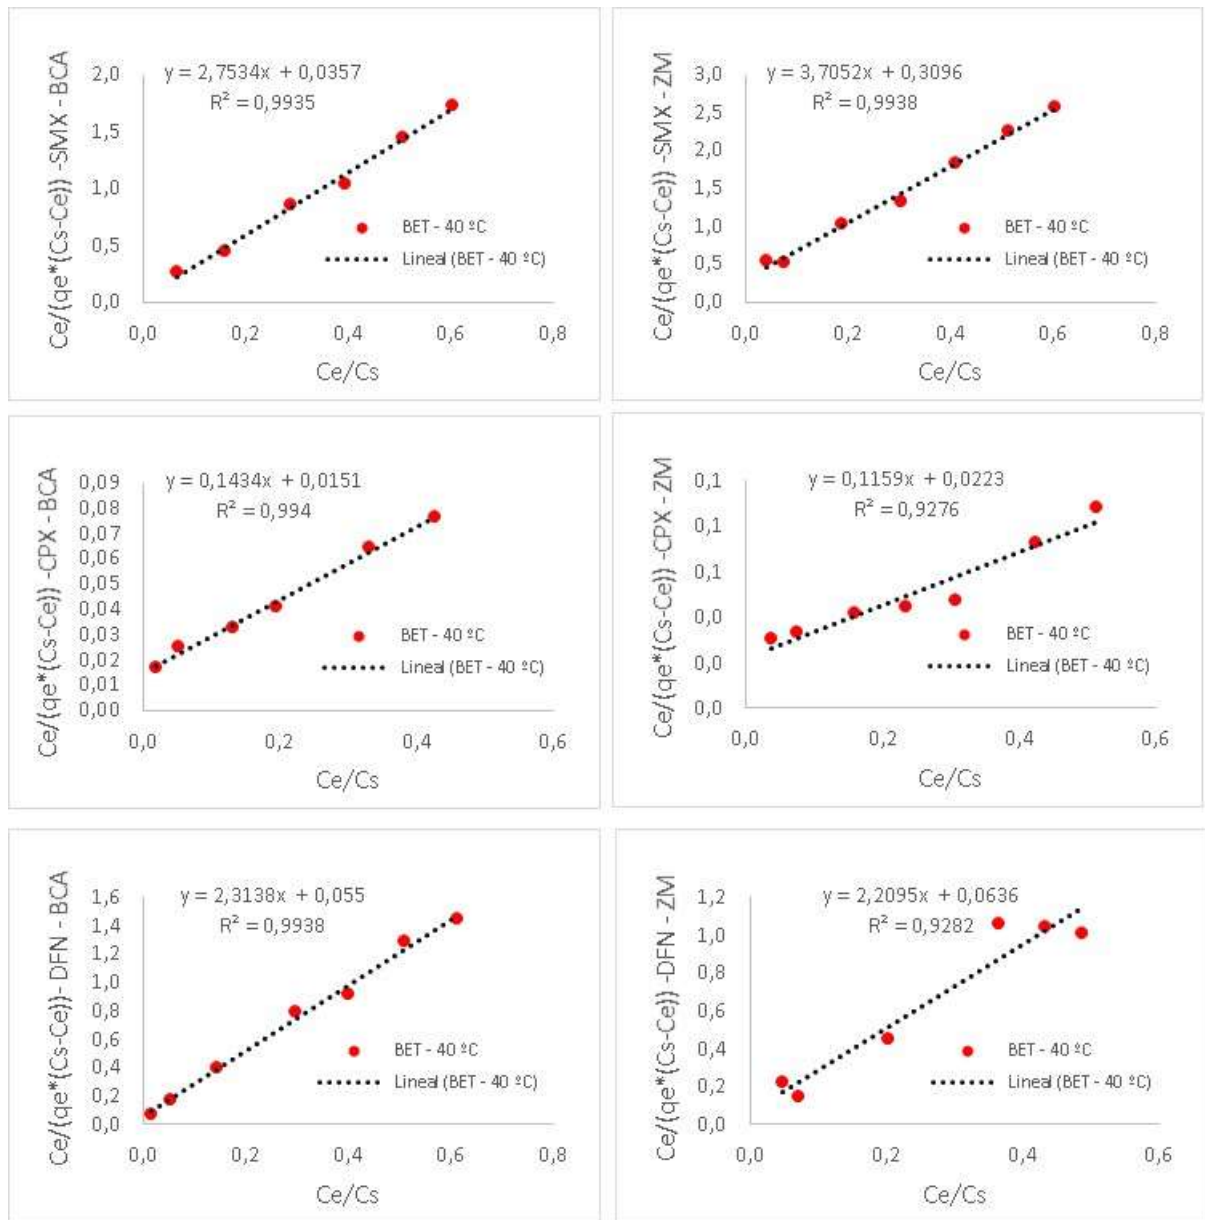 Ce/(qe*(Cs-Ce)) -SMX - BCA
y = 2,7534x + 0,0357
R² = 0,9935
2,0
1,5
1,0
0,5
0,0
BET - 40 ºC
Lineal (BET - 40 ºC)
0,0 0,2 0,4 0,6 0,8
Ce/Cs
Ce/(qe*(Cs-Ce)) -SMX - ZM
y = 3,7052x + 0,3096
R² = 0,9938
3,0
2,5
2,0
1,5
1,0
0,5
0,0
BET - 40 ºC
Lineal (BET - 40 ºC)
0,0 0,2 0,4 0,6 0,8
Ce/Cs
Ce/(qe*(Cs-Ce)) -CPX - BCA
y = 0,1434x + 0,0151
R² = 0,994
0,09
0,08
0,07
0,06
0,05
0,04
0,03
0,02
0,01
0,00
BET - 40 ºC
Lineal (BET - 40 ºC)
0,0 0,2 0,4 0,6
Ce/Cs
Ce/(qe*(Cs-Ce)) -CPX - ZM
y = 0,1159x + 0,0223
R² = 0,9276
0,1
0,1
0,1
0,0
0,0
0,0
BET - 40 ºC
Lineal (BET - 40 ºC)
0,0 0,2 0,4 0,6
Ce/Cs
Ce/(qe*(Cs-Ce))- DFN - BCA
y = 2,3138x + 0,055
R² = 0,9938
1,6
1,4
1,2
1,0
0,8
0,6
0,4
0,2
0,0
BET - 40 ºC
Lineal (BET - 40 ºC)
0,0 0,2 0,4 0,6 0,8
Ce/Cs
Ce/(qe*(Cs-Ce)) -DFN - ZM
y = 2,2095x + 0,0636
R² = 0,9282
1,2
1,0
0,8
0,6
0,4
0,2
0,0
BET - 40 ºC
Lineal (BET - 40 ºC)
0,0 0,2 0,4 0,6
Ce/Cs